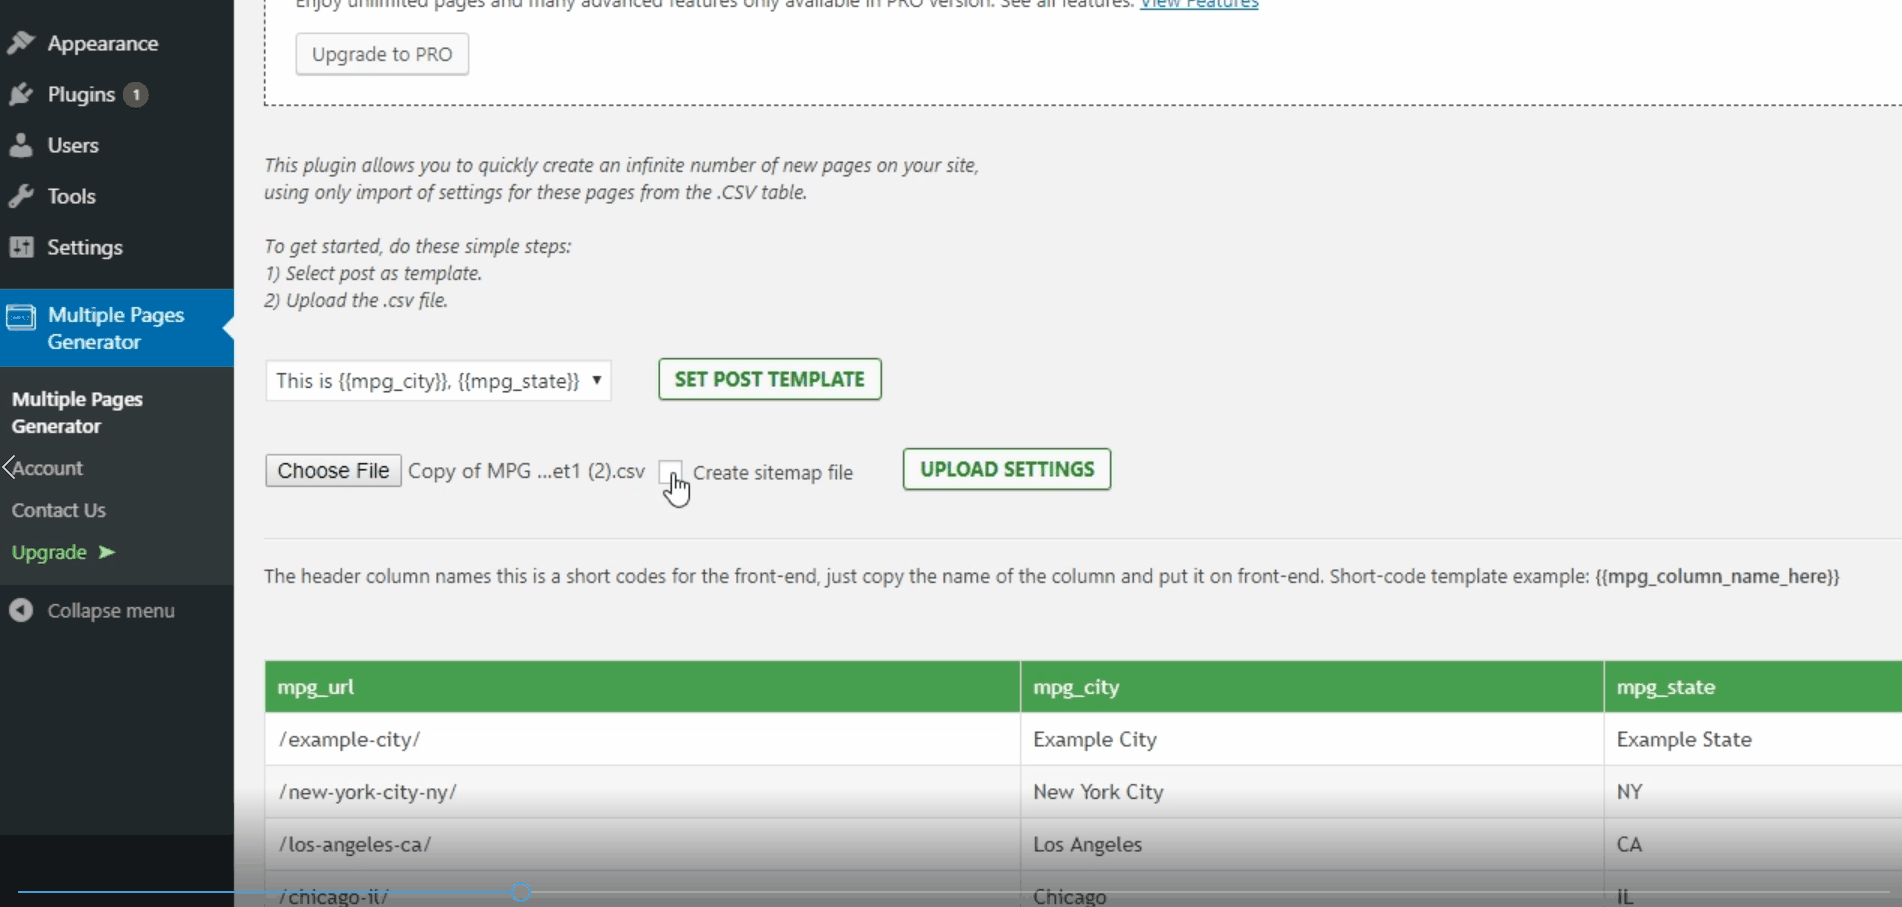 Enjoy unlimited pages and many advanced features only available in PRO version. See all features. View Features
Upgrade to PRO
Appearance
Plugins 1
Users
Tools
Settings
Multiple Pages
Generator
Multiple Pages
Generator
Account
Contact Us
Upgrade ➤
Collapse menu
This plugin allows you to quickly create an infinite number of new pages on your site,
using only import of settings for these pages from the .CSV table.
To get started, do these simple steps:
1) Select post as template.
2) Upload the .csv file.
This is {{mpg_city}}, {{mpg_state}} SET POST TEMPLATE
Choose File Copy of MPG ...et1 (2).csv Create sitemap file UPLOAD SETTINGS
The header column names this is a short codes for the front-end, just copy the name of the column and put it on front-end. Short-code template example: {{mpg_column_name_here}}
mpg_url mpg_city mpg_state
/example-city/ Example City Example State
/new-york-city-ny/ New York City NY
/los-angeles-ca/ Los Angeles CA
/chicago-il/ Chicago IL